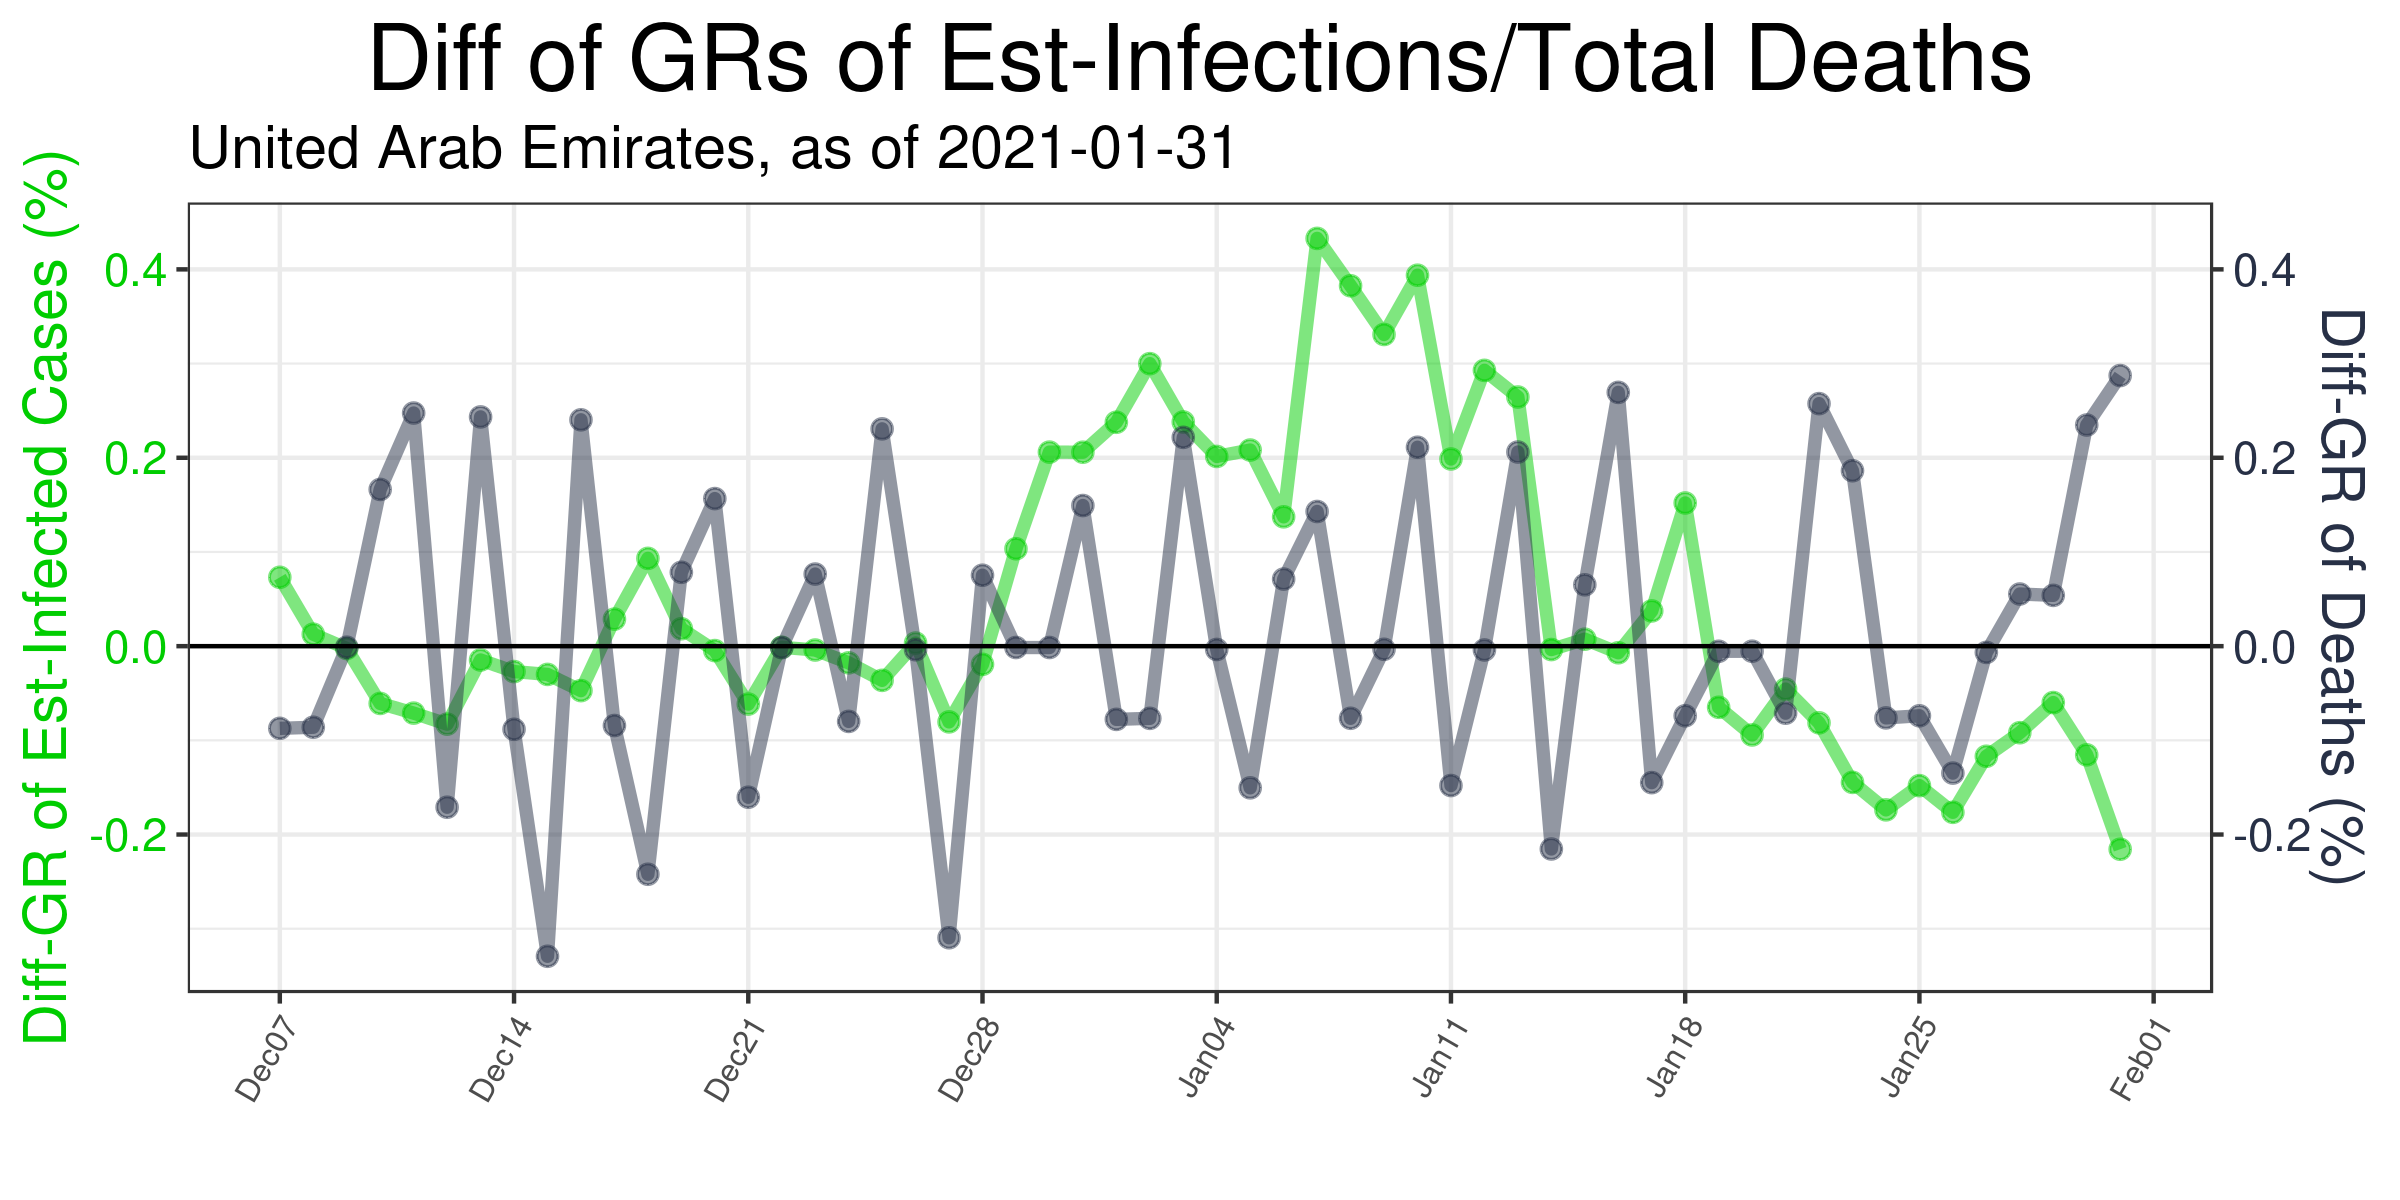 Diff of GRs of Est-Infections/Total Deaths
United Arab Emirates, as of 2021-01-31
Diff-GR of Est-Infected Cases (%)
0.4
0.2
0.0
-0.2
0.4
0.2
0.0
-0.2
Diff-GR of Deaths (%)
Dec07
Dec14
Dec21
Dec28
Jan04
Jan11
Jan18
Jan25
Feb01